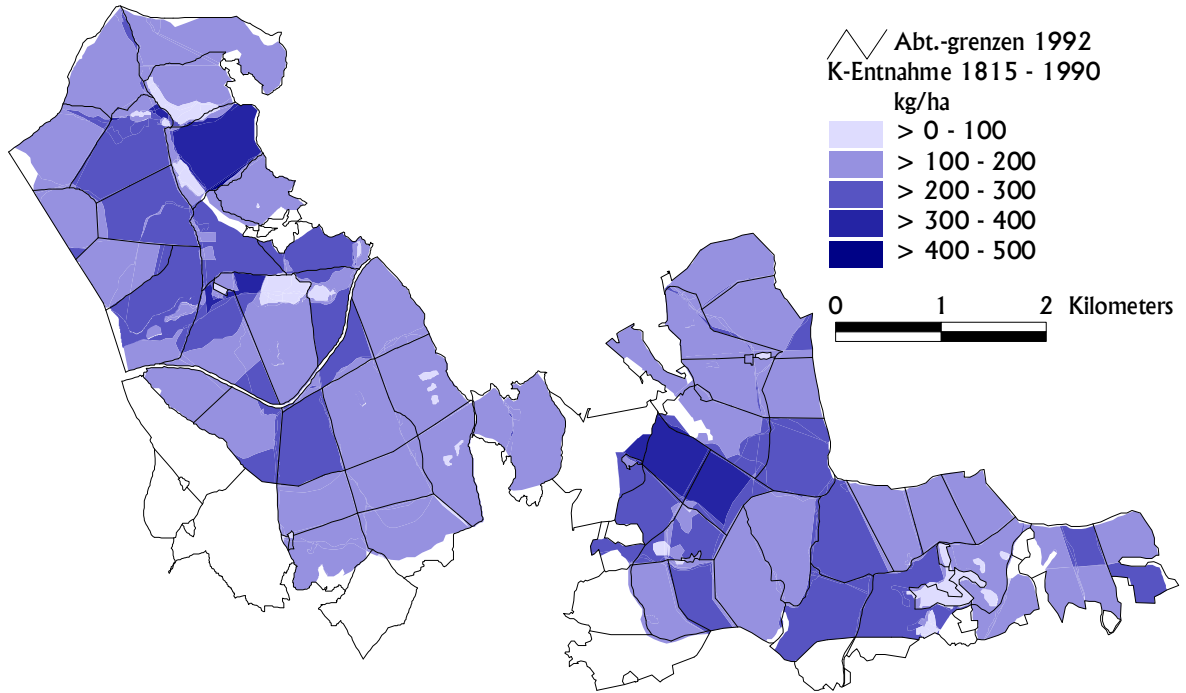 Abt.-grenzen 1992
K-Entnahme 1815 - 1990
kg/ha
> 0 - 100
> 100 - 200
> 200 - 300
> 300 - 400
> 400 - 500
0 1 2 Kilometers